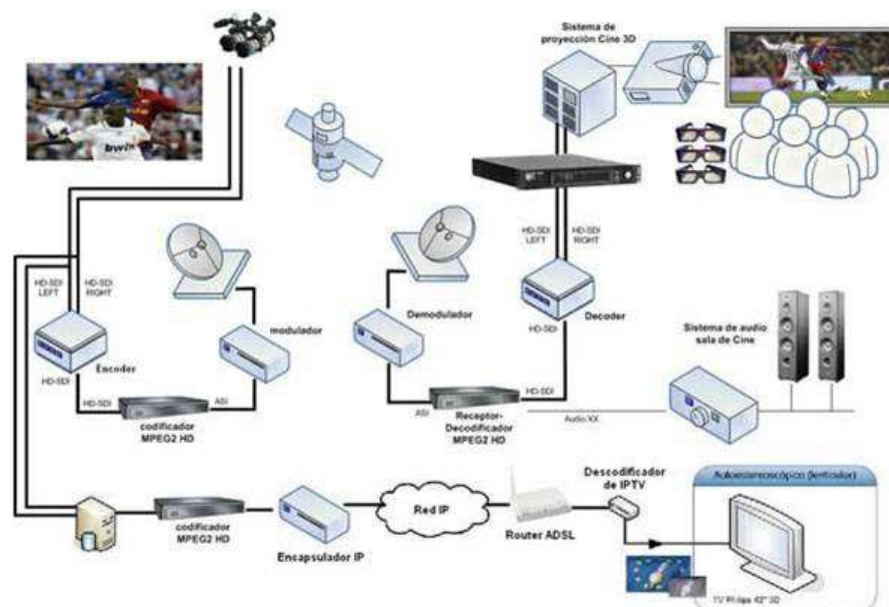 Sistema de
proyección Cine 3D
bwin
HD-SDI
LEFT
HD-SDI
RIGHT
HD-SDI
LEFT
HD-SDI
RIGHT
modulador
Demodulador
Decoder
Encoder
HD-SDI
HD-SDI
Sistema de audio
sala de Cine
HD-SDI
ASI
codificador
MPEG2 HD
ASI
HD-SDI
Receptor-
Decodificador
MPEG2 HD
Audio XX
Descodificador
de IPTV
Autoestereoscópico (lenticular)
codificador
MPEG2 HD
Encapsulador IP
Red IP
Router ADSL
TV Philips 42" 3D